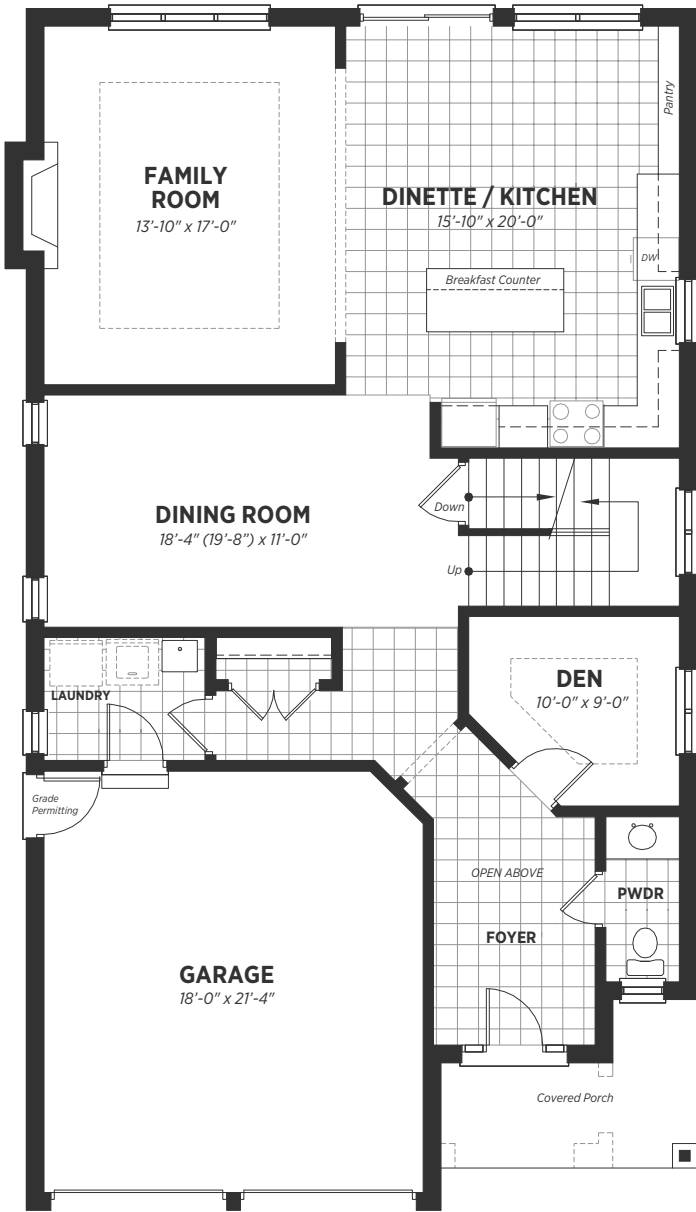 Pantry
FAMILY
ROOM
13'-10" x 17'-0"
DINETTE / KITCHEN
15'-10" x 20'-0"
DW
Breakfast Counter
DINING ROOM
18'-4" (19'-8") x 11'-0"
Down
Up
LAUNDRY
DEN
10'-0" x 9'-0"
Grade
Permitting
OPEN ABOVE
PWDR
FOYER
GARAGE
18'-0" x 21'-4"
Covered Porch